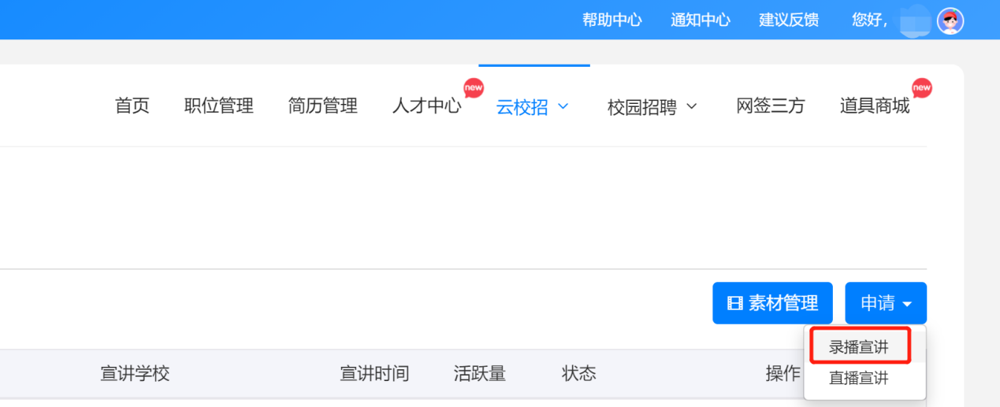 帮助中心 通知中心 建议反馈 您好,
new new
首页 职位管理 简历管理 人才中心 云校招 校园招聘 网签三方 道具商城
素材管理 申请
录播宣讲
宣讲学校 宣讲时间 活跃量 状态 操作
直播宣讲